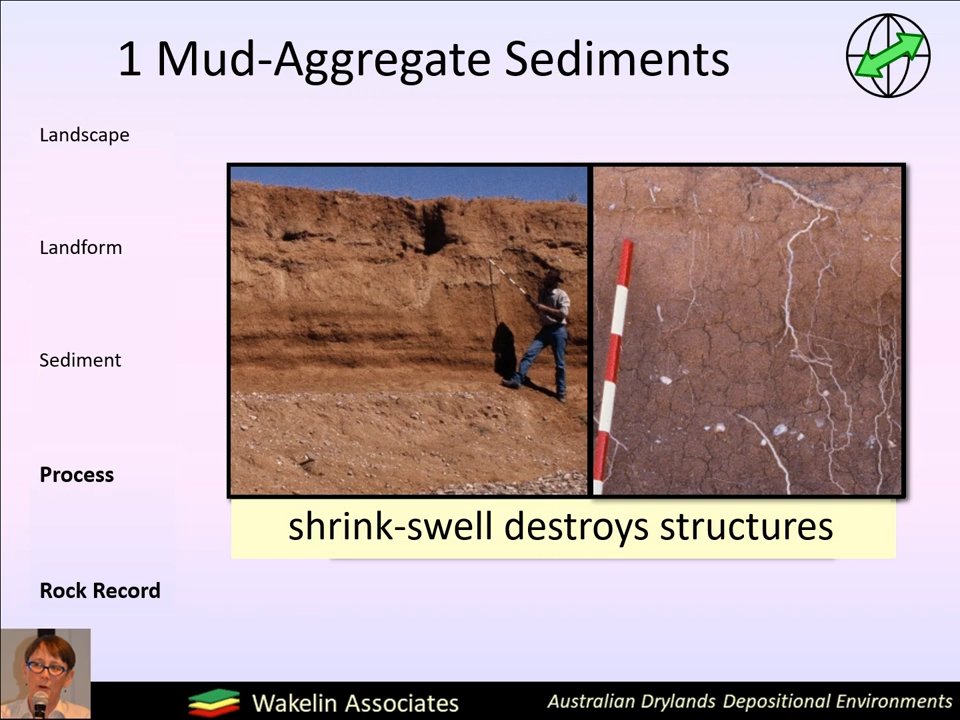 1 Mud-Aggregate Sediments
Landscape
Landform
Sediment
Process
Rock Record
shrink-swell destroys structures
Wakelin Associates
Australian Drylands Depositional Environments